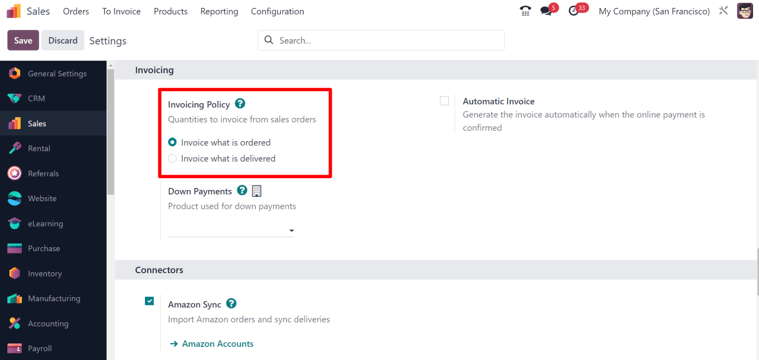 Sales Orders To Invoice Products Reporting Configuration 5 33 My Company (San Francisco)
Save Discard Settings Search...
General Settings
CRM
Sales
Rental
Referrals
Website
eLearning
Purchase
Inventory
Manufacturing
Accounting
Payroll
Invoicing
Invoicing Policy ?
Quantities to invoice from sales orders
Invoice what is ordered
Invoice what is delivered
Automatic Invoice
Generate the invoice automatically when the online payment is
confirmed
Down Payments ?
Product used for down payments
Connectors
Amazon Sync ?
Import Amazon orders and sync deliveries
Amazon Accounts